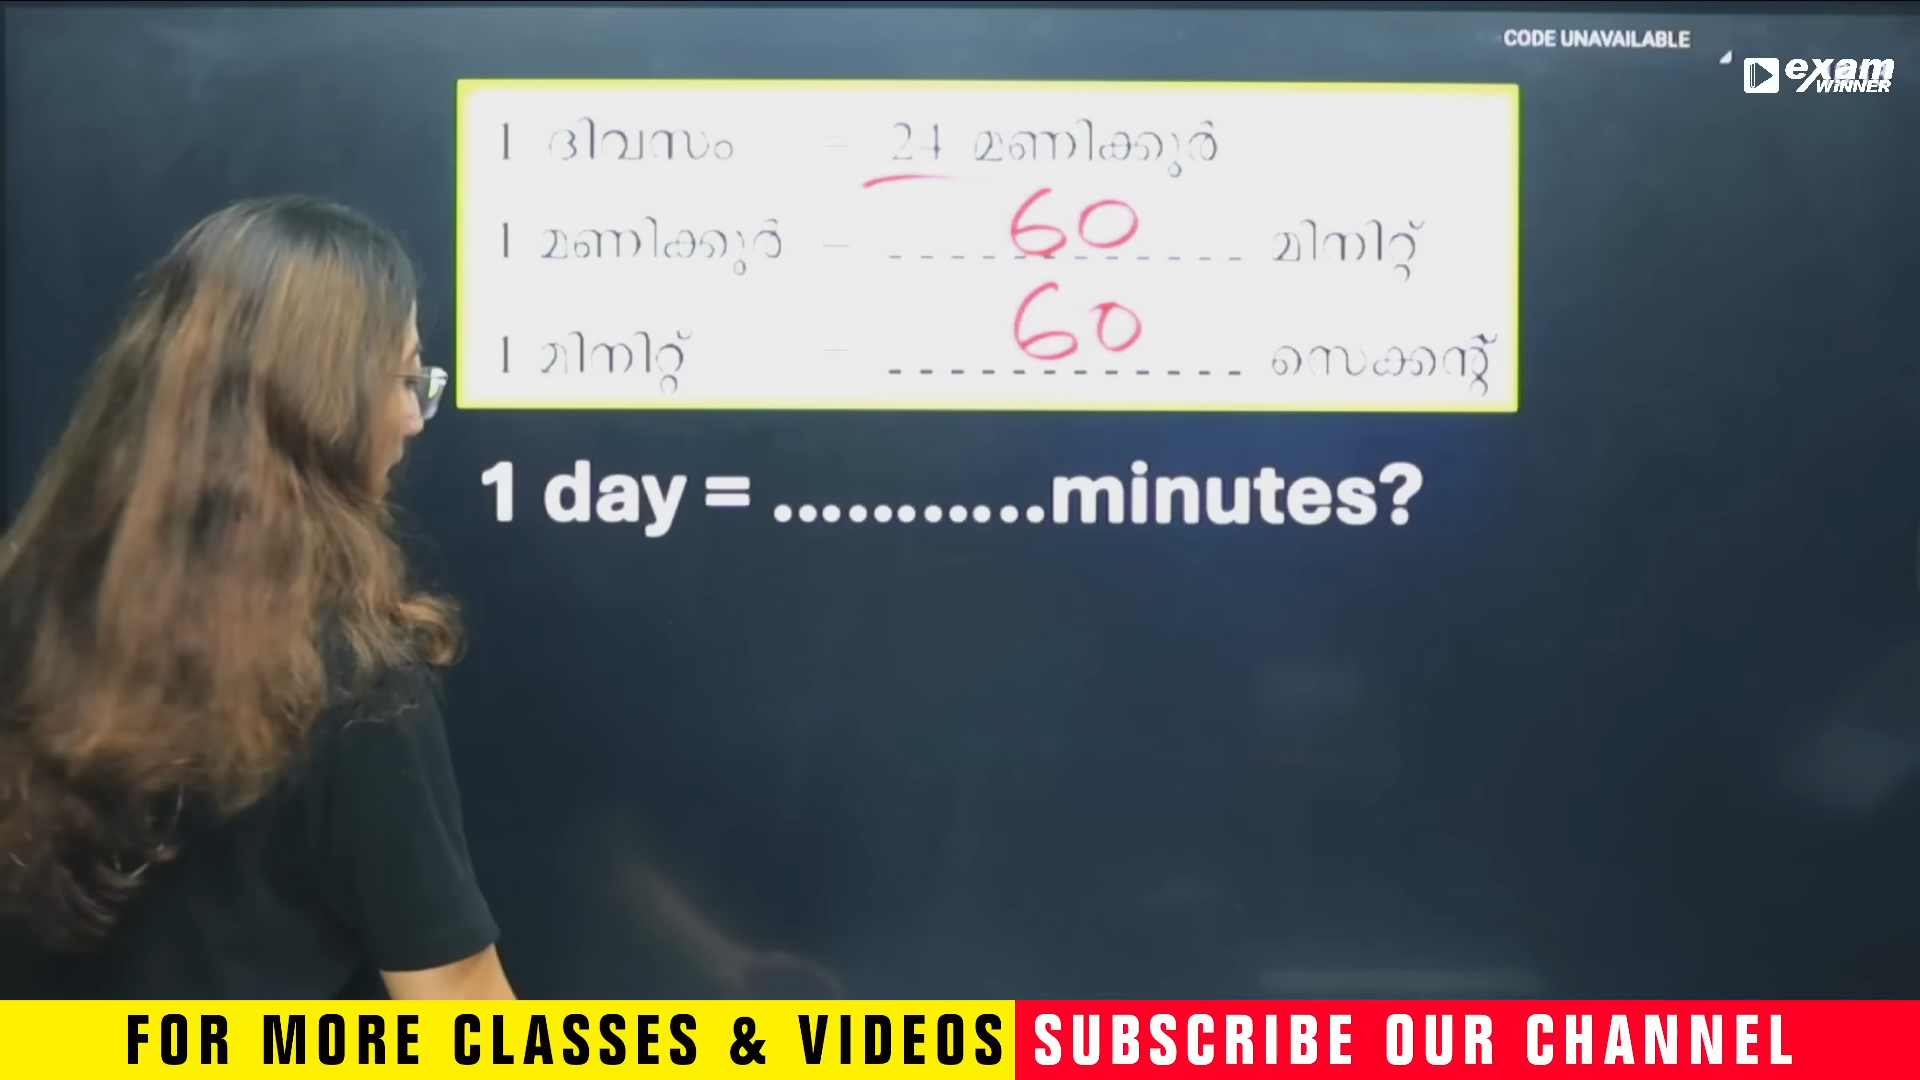 CODE UNAVAILABLE
exam
WINNER
1 ദിവസം = 24 മണിക്കൂർ
1 മണിക്കൂർ = 60 മിനിറ്റ്
1 മിനിറ്റ് = 60 സെക്കന്റ്
1 day = ...........minutes?
FOR MORE CLASSES & VIDEOS SUBSCRIBE OUR CHANNEL